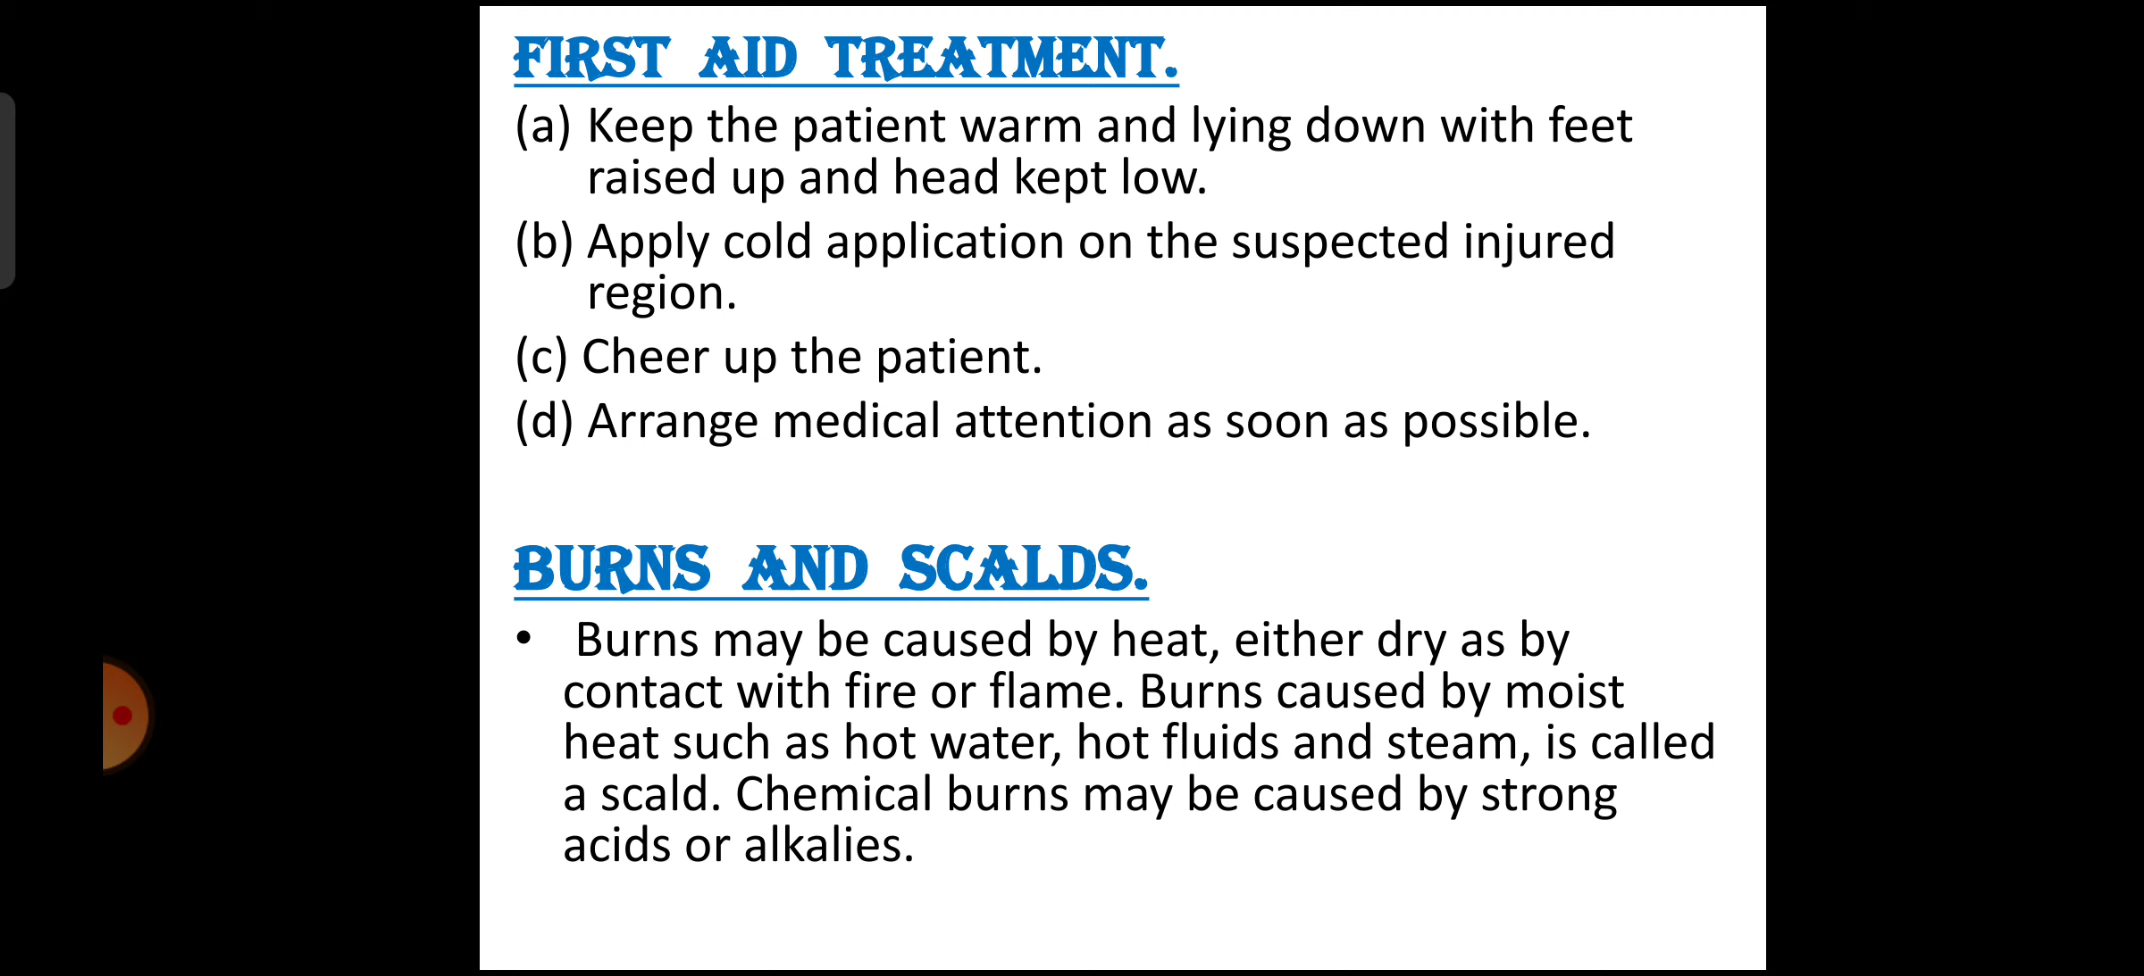 FIRST AID TREATMENT.
(a) Keep the patient warm and lying down with feet
raised up and head kept low.
(b) Apply cold application on the suspected injured
region.
(c) Cheer up the patient.
(d) Arrange medical attention as soon as possible.
BURNS AND SCALDS.
• Burns may be caused by heat, either dry as by
contact with fire or flame. Burns caused by moist
heat such as hot water, hot fluids and steam, is called
a scald. Chemical burns may be caused by strong
acids or alkalies.